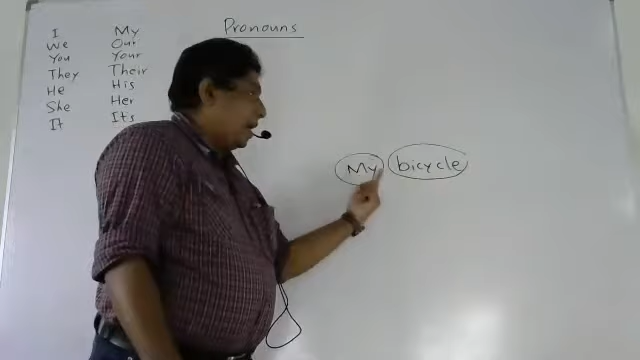 Pronouns
I My
We Our
You Your
They Their
He His
She Her
It Its
My bicycle